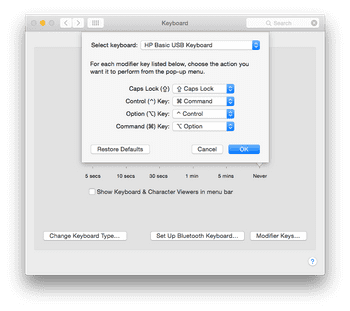 Keyboard
Search
Select keyboard: HP Basic USB Keyboard
For each modifier key listed below, choose the action you
want it to perform from the pop-up menu.
Caps Lock (⇪) Key: ⇪ Caps Lock
Control (^) Key: ⌘ Command
Option (⌥) Key: ^ Control
Command (⌘) Key: ⌥ Option
Restore Defaults Cancel OK
5 secs 10 secs 30 secs 1 min 5 mins Never
Show Keyboard & Character Viewers in menu bar
Change Keyboard Type... Set Up Bluetooth Keyboard... Modifier Keys...
?